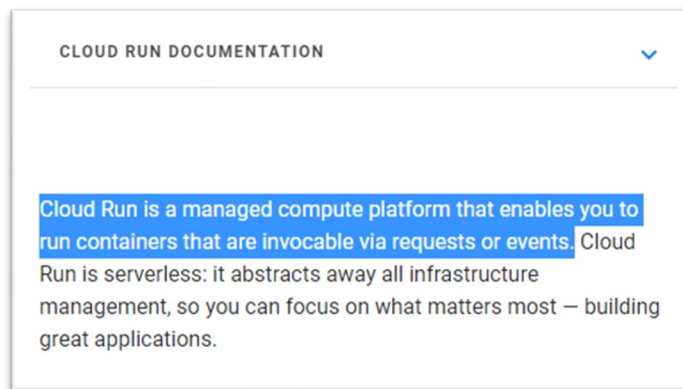 CLOUD RUN DOCUMENTATION
Cloud Run is a managed compute platform that enables you to
run containers that are invocable via requests or events. Cloud
Run is serverless: it abstracts away all infrastructure
management, so you can focus on what matters most — building
great applications.